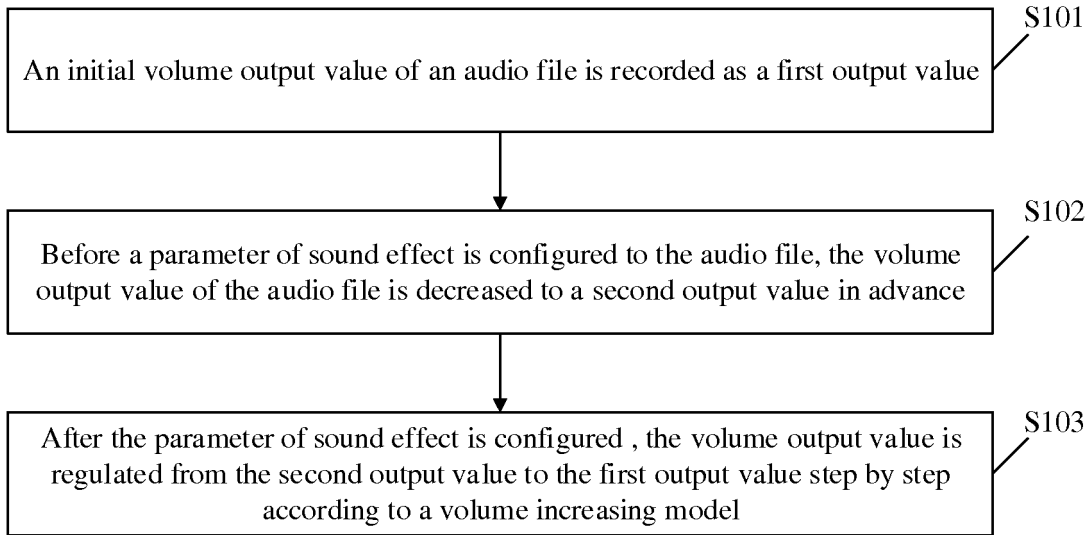 S101
An initial volume output value of an audio file is recorded as a first output value
S102
Before a parameter of sound effect is configured to the audio file, the volume
output value of the audio file is decreased to a second output value in advance
S103
After the parameter of sound effect is configured , the volume output value is
regulated from the second output value to the first output value step by step
according to a volume increasing model